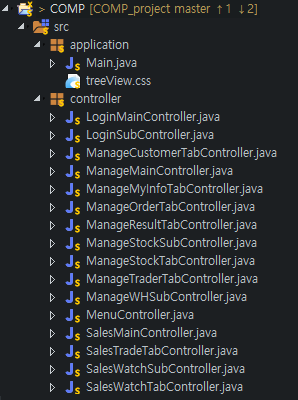 > COMP [COMP_project master ↑1 ↓2]
src
application
Main.java
treeView.css
controller
LoginMainController.java
LoginSubController.java
ManageCustomerTabController.java
ManageMainController.java
ManageMyInfoTabController.java
ManageOrderTabController.java
ManageResultTabController.java
ManageStockSubController.java
ManageStockTabController.java
ManageTraderTabController.java
ManageWHSubController.java
MenuController.java
SalesMainController.java
SalesTradeTabController.java
SalesWatchSubController.java
SalesWatchTabController.java